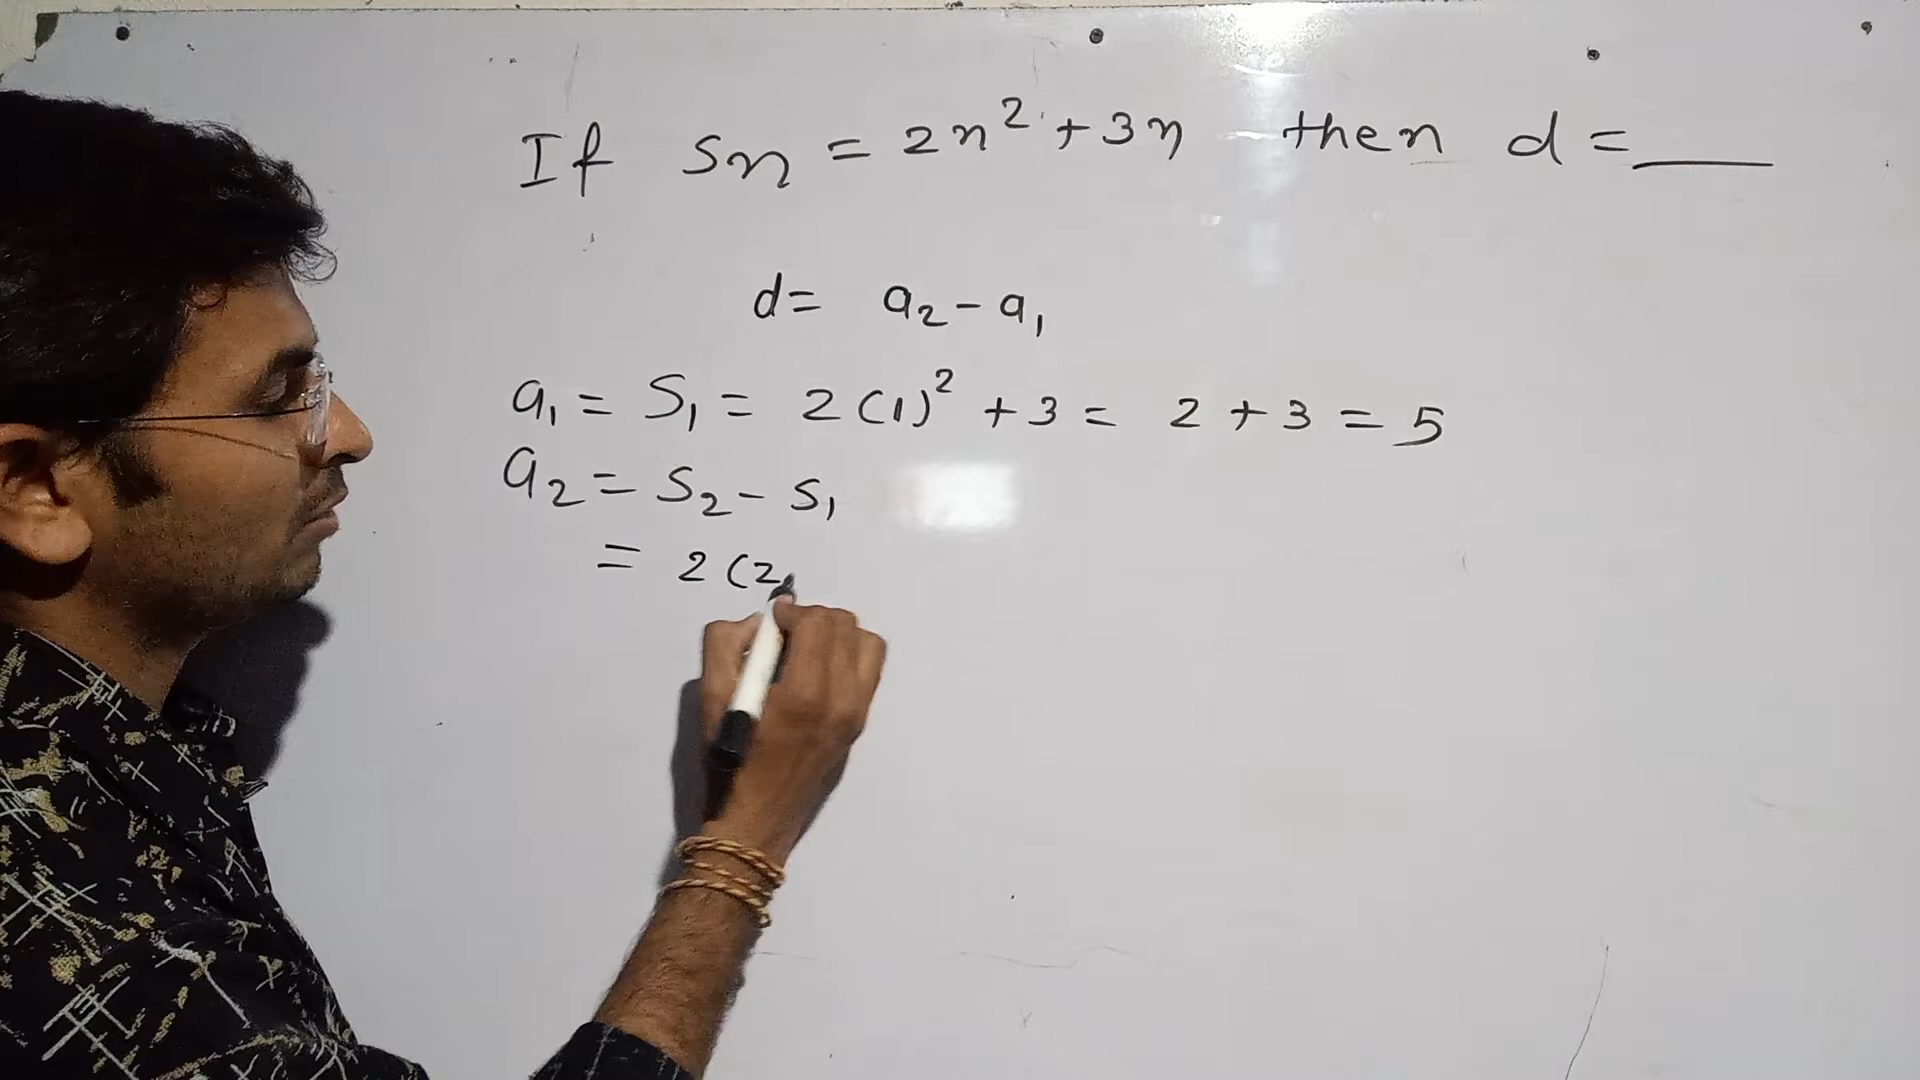 If Sn = 2n² + 3n then d = ____
d = a₂ - a₁
a₁ = S₁ = 2(1)² + 3 = 2 + 3 = 5
a₂ = S₂ - S₁
= 2(2